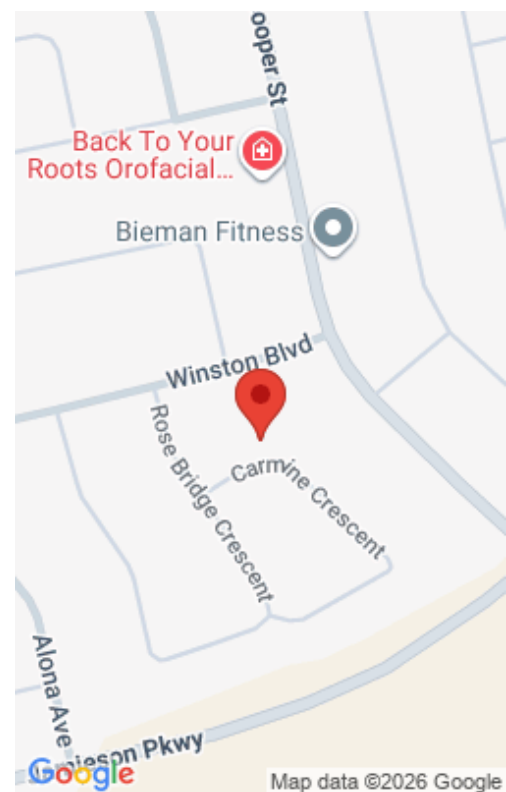 ooper St
Back To Your
Roots Orofacial...
Bieman Fitness
Winston Blvd
Rose Bridge Crescent
Carmine Crescent
Alona Ave
Jamieson Pkwy
Google
Map data ©2026 Google